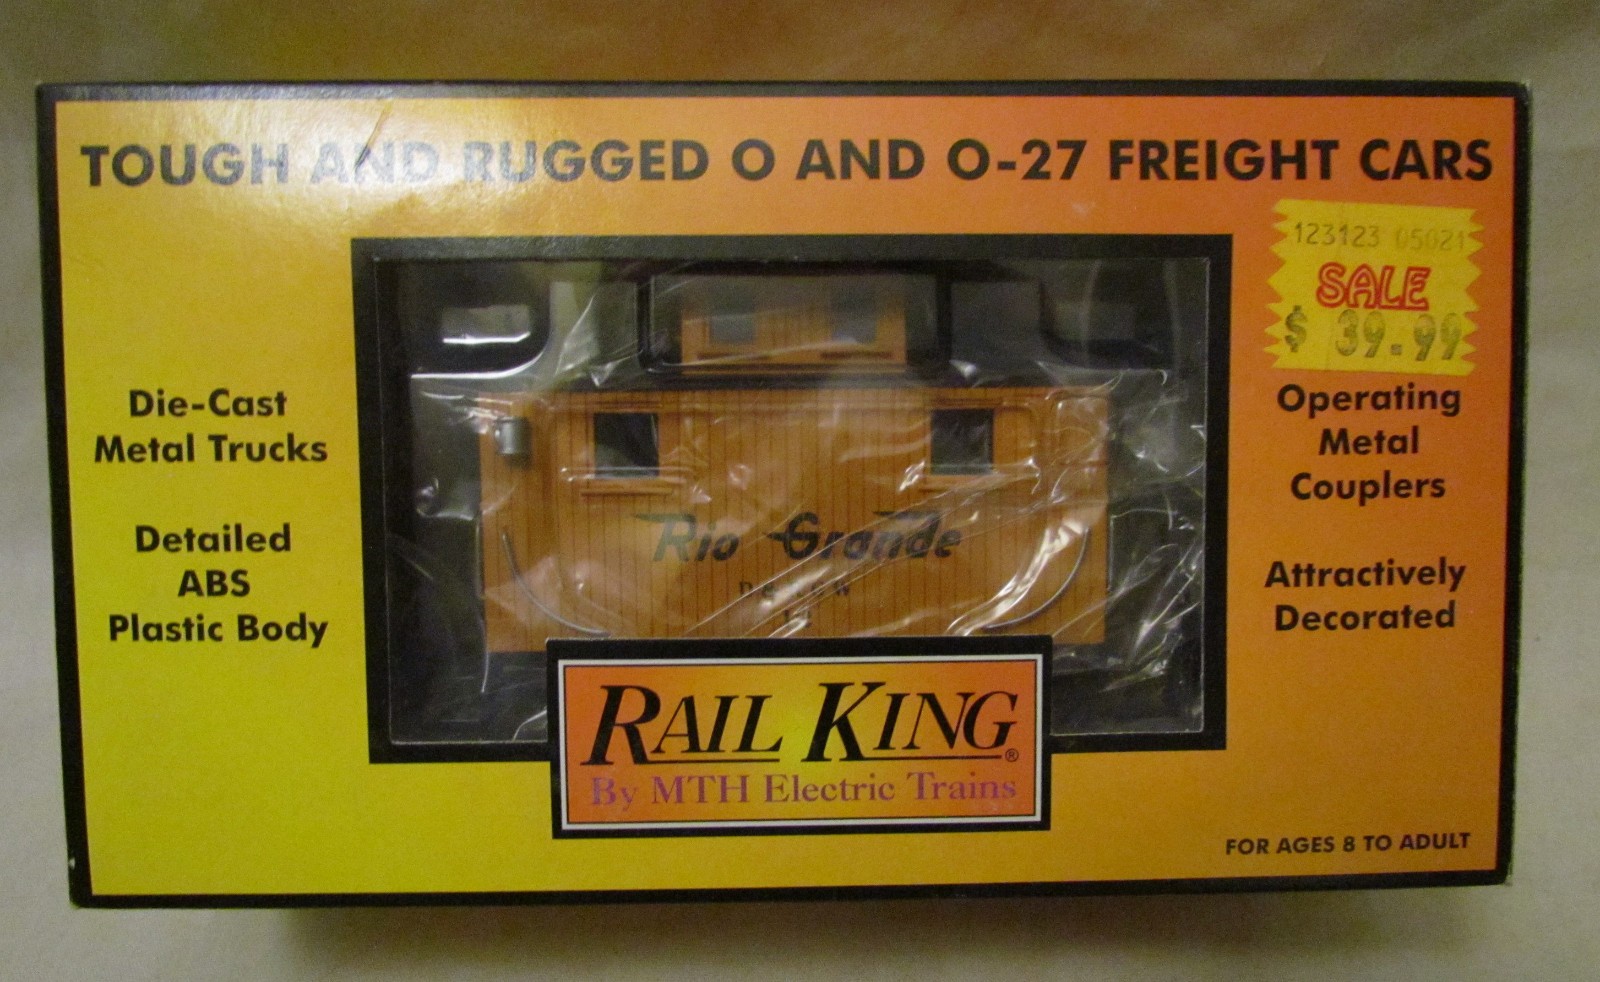 TOUGH AND RUGGED O AND O-27 FREIGHT CARS
123123 05021
SALE
$ 39.99
Die-Cast
Metal Trucks
Detailed
ABS
Plastic Body
Operating
Metal
Couplers
Attractively
Decorated
Rio Grande
RAIL KING®
By MTH Electric Trains
FOR AGES 8 TO ADULT